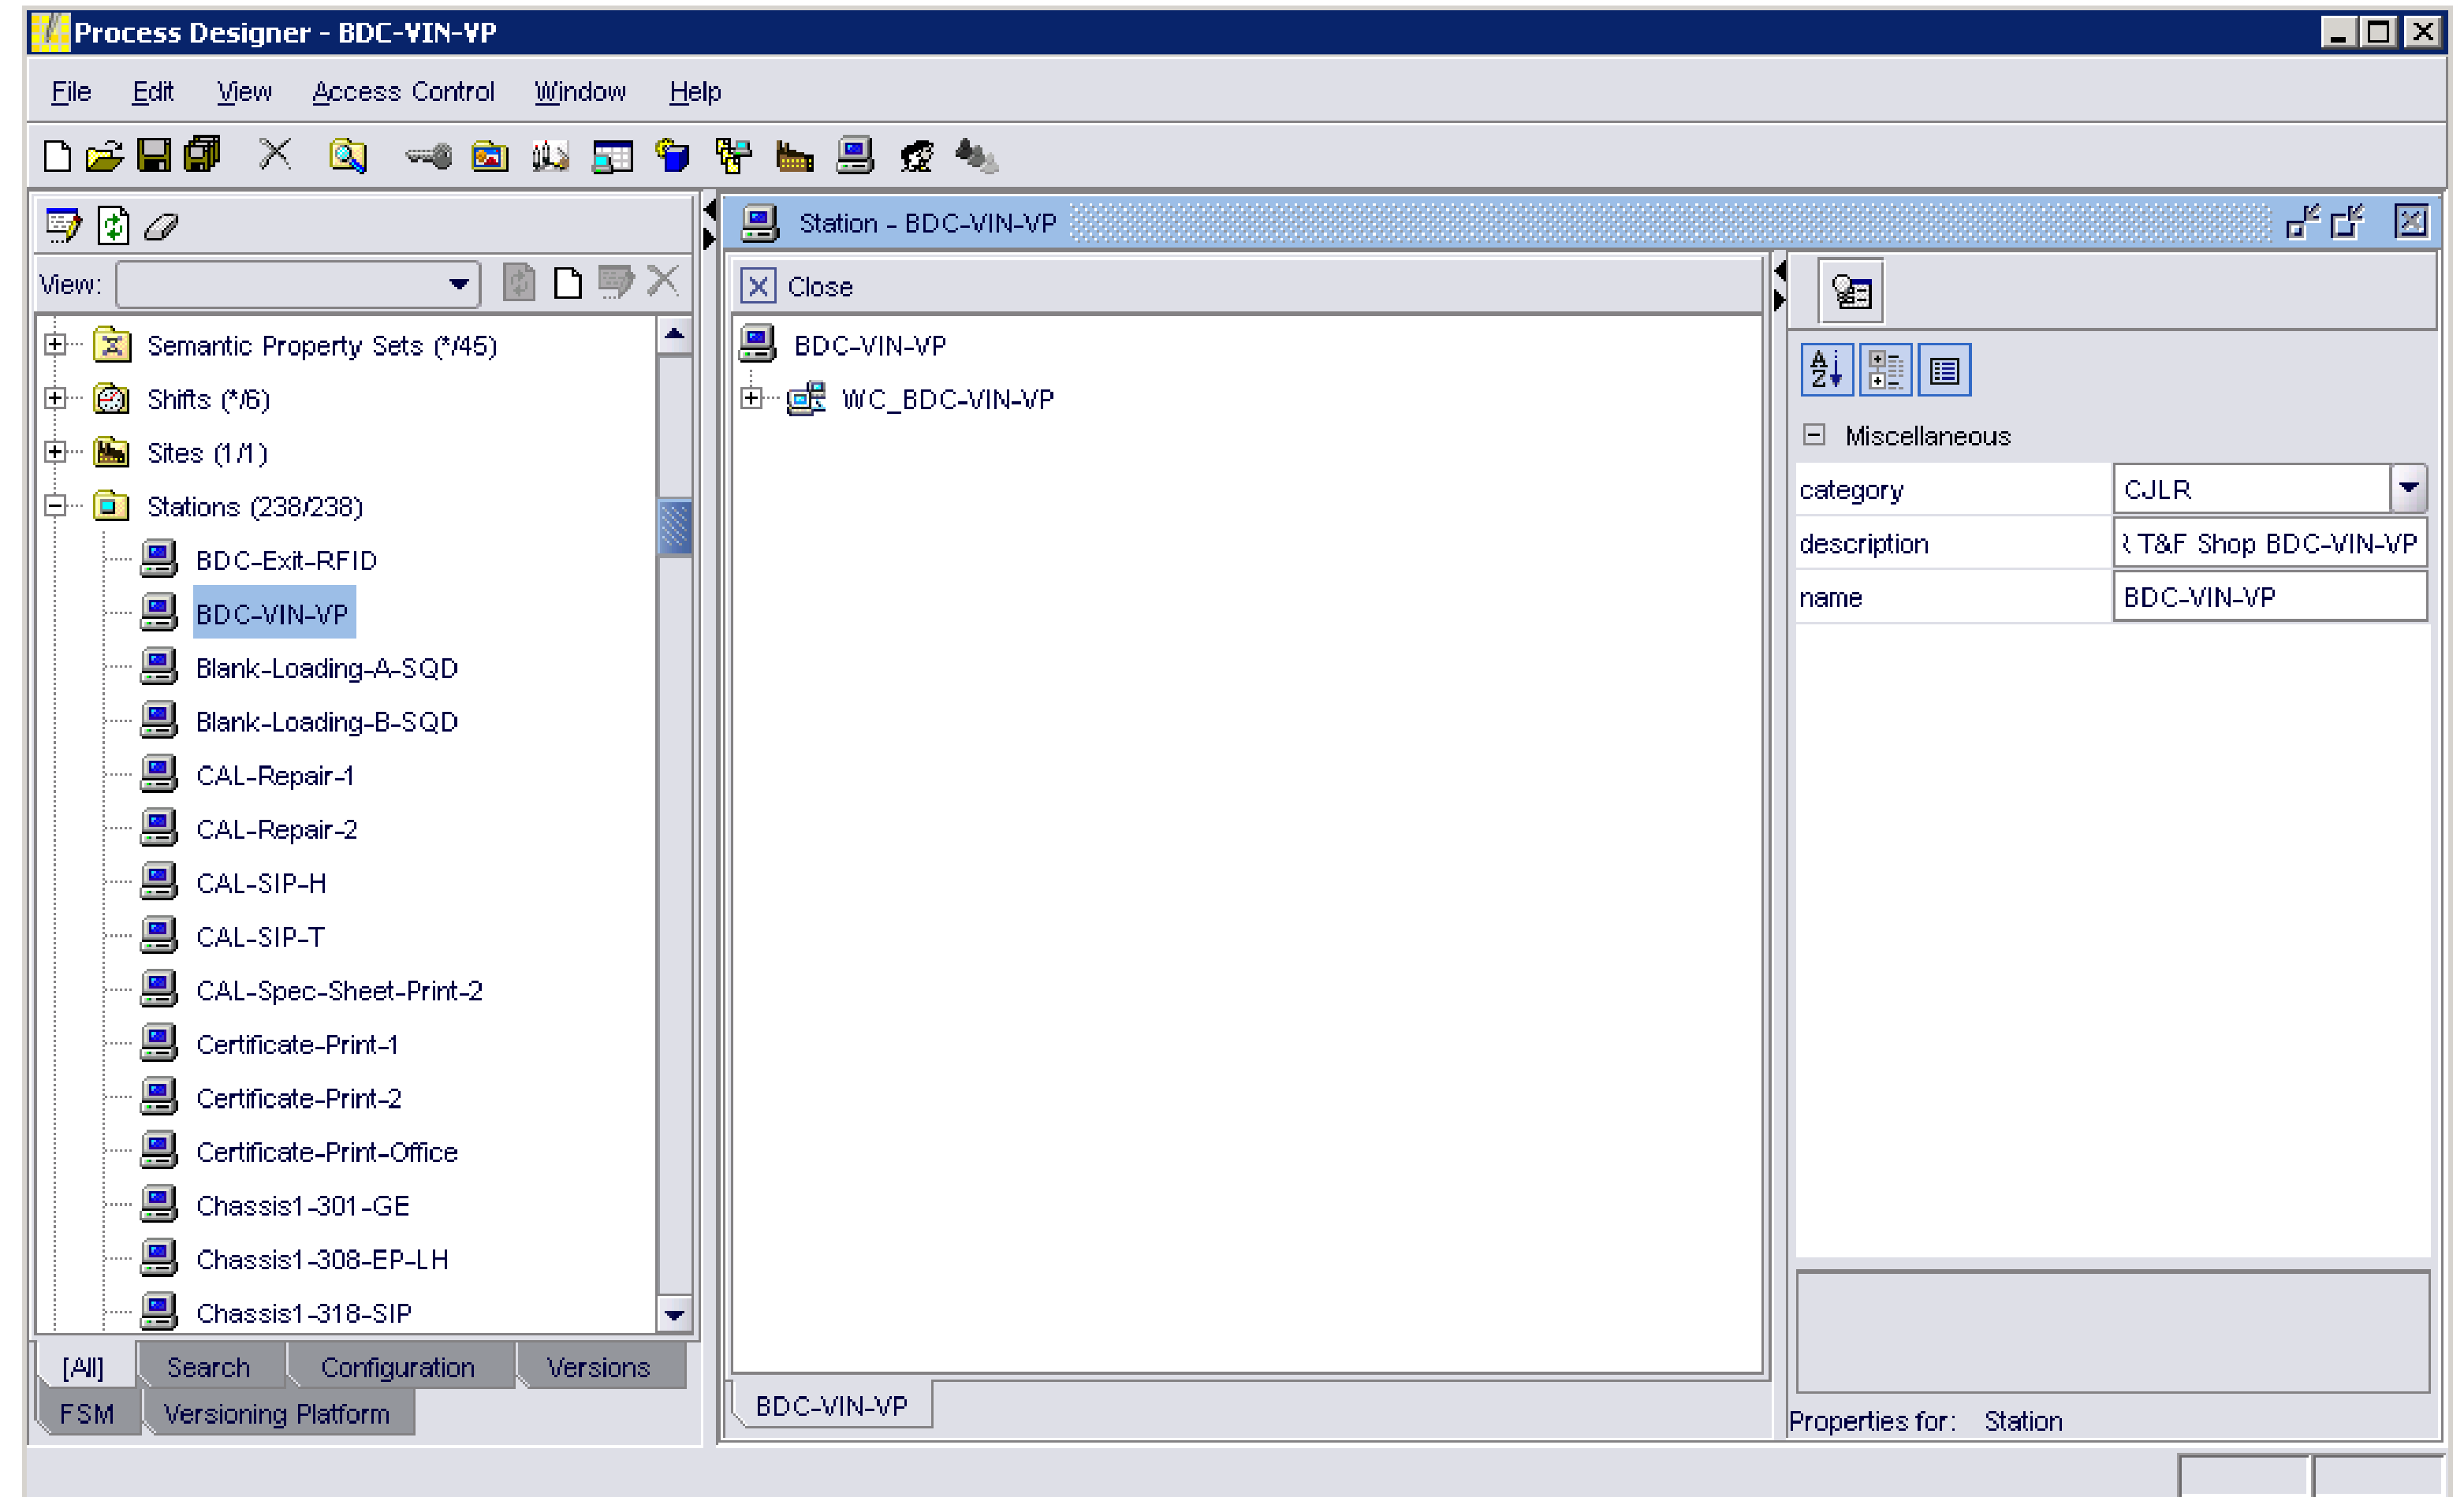 Process Designer - BDC-VIN-VP
File Edit View Access Control Window Help
View:
Semantic Property Sets (*/45)
Shifts (*/6)
Sites (1/1)
Stations (238/238)
BDC-Exit-RFID
BDC-VIN-VP
Blank-Loading-A-SQD
Blank-Loading-B-SQD
CAL-Repair-1
CAL-Repair-2
CAL-SIP-H
CAL-SIP-T
CAL-Spec-Sheet-Print-2
Certificate-Print-1
Certificate-Print-2
Certificate-Print-Office
Chassis1-301-GE
Chassis1-308-EP-LH
Chassis1-318-SIP
[All] Search Configuration Versions
FSM Versioning Platform
Station - BDC-VIN-VP
Close
BDC-VIN-VP
WC_BDC-VIN-VP
BDC-VIN-VP
Miscellaneous
category CJLR
description T&F Shop BDC-VIN-VP
name BDC-VIN-VP
Properties for: Station